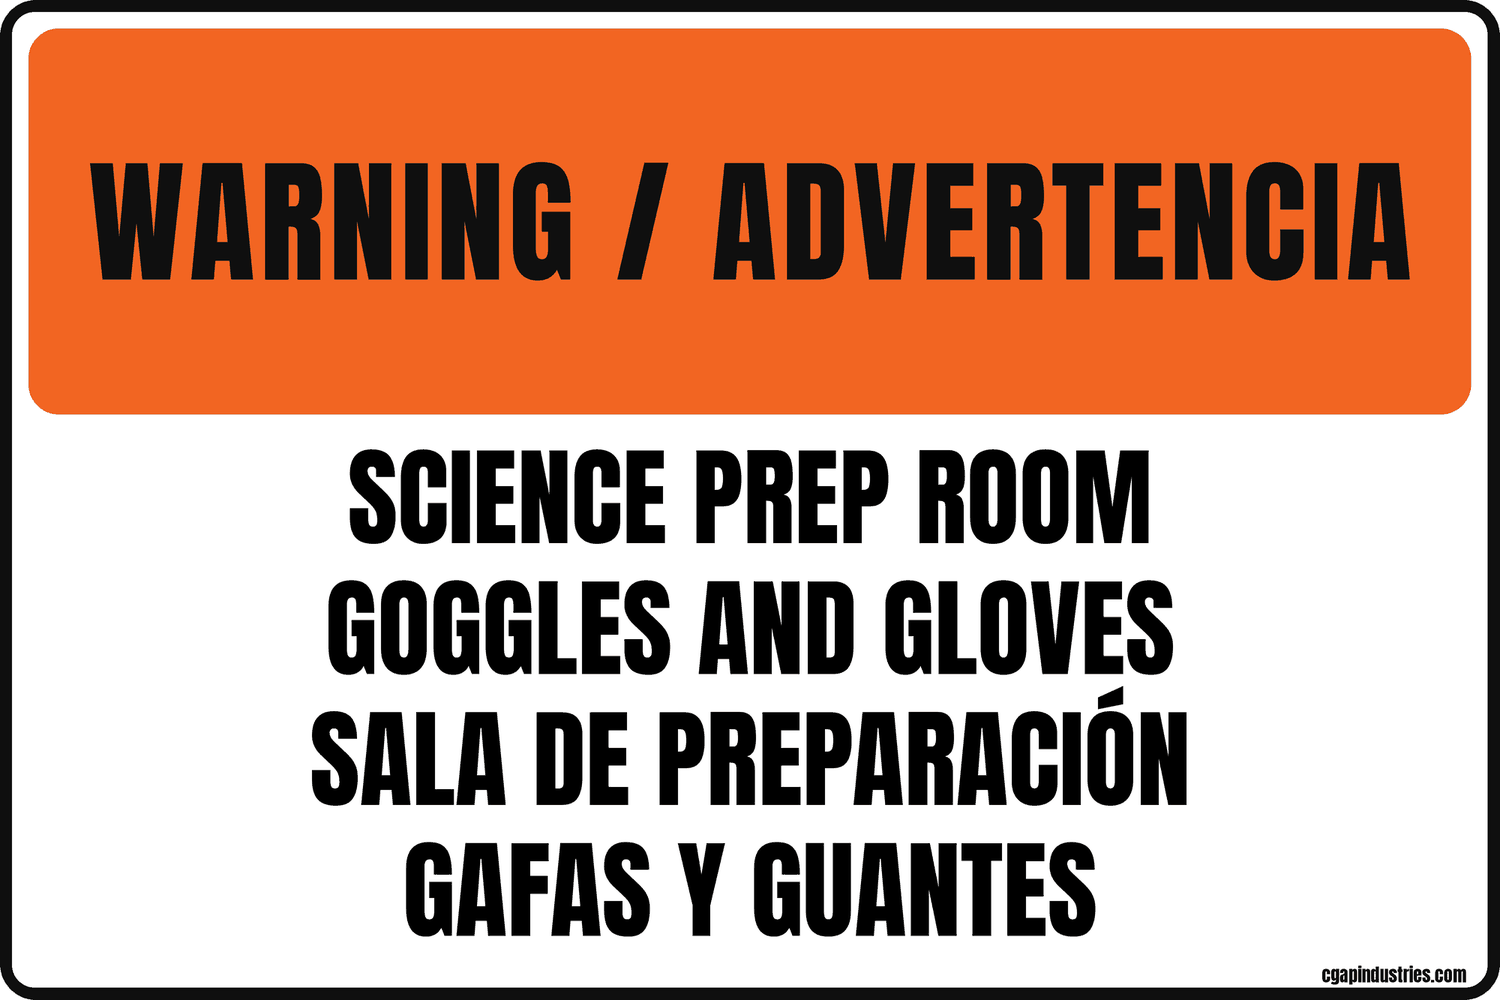 WARNING / ADVERTENCIA
SCIENCE PREP ROOM
GOGGLES AND GLOVES
SALA DE PREPARACIÓN
GAFAS Y GUANTES
cgapindustries.com